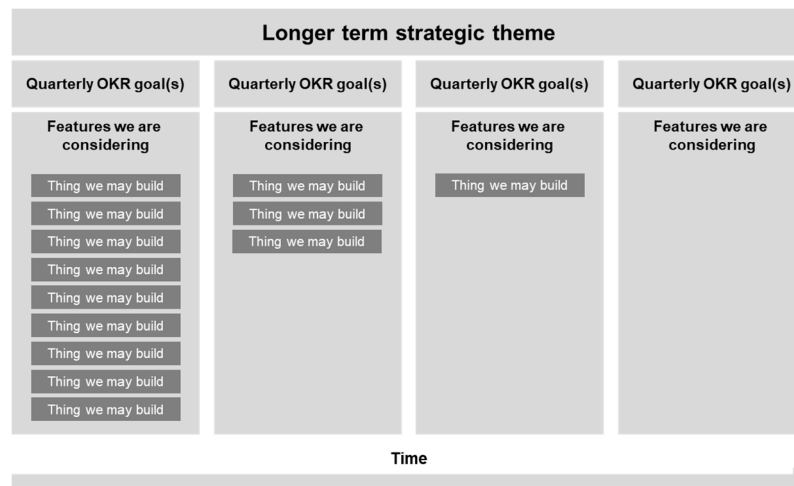 Longer term strategic theme
Quarterly OKR goal(s)
Features we are
considering
Thing we may build
Thing we may build
Thing we may build
Thing we may build
Thing we may build
Thing we may build
Thing we may build
Thing we may build
Thing we may build
Quarterly OKR goal(s)
Features we are
considering
Thing we may build
Thing we may build
Thing we may build
Quarterly OKR goal(s)
Features we are
considering
Thing we may build
Quarterly OKR goal(s)
Features we are
considering
Time